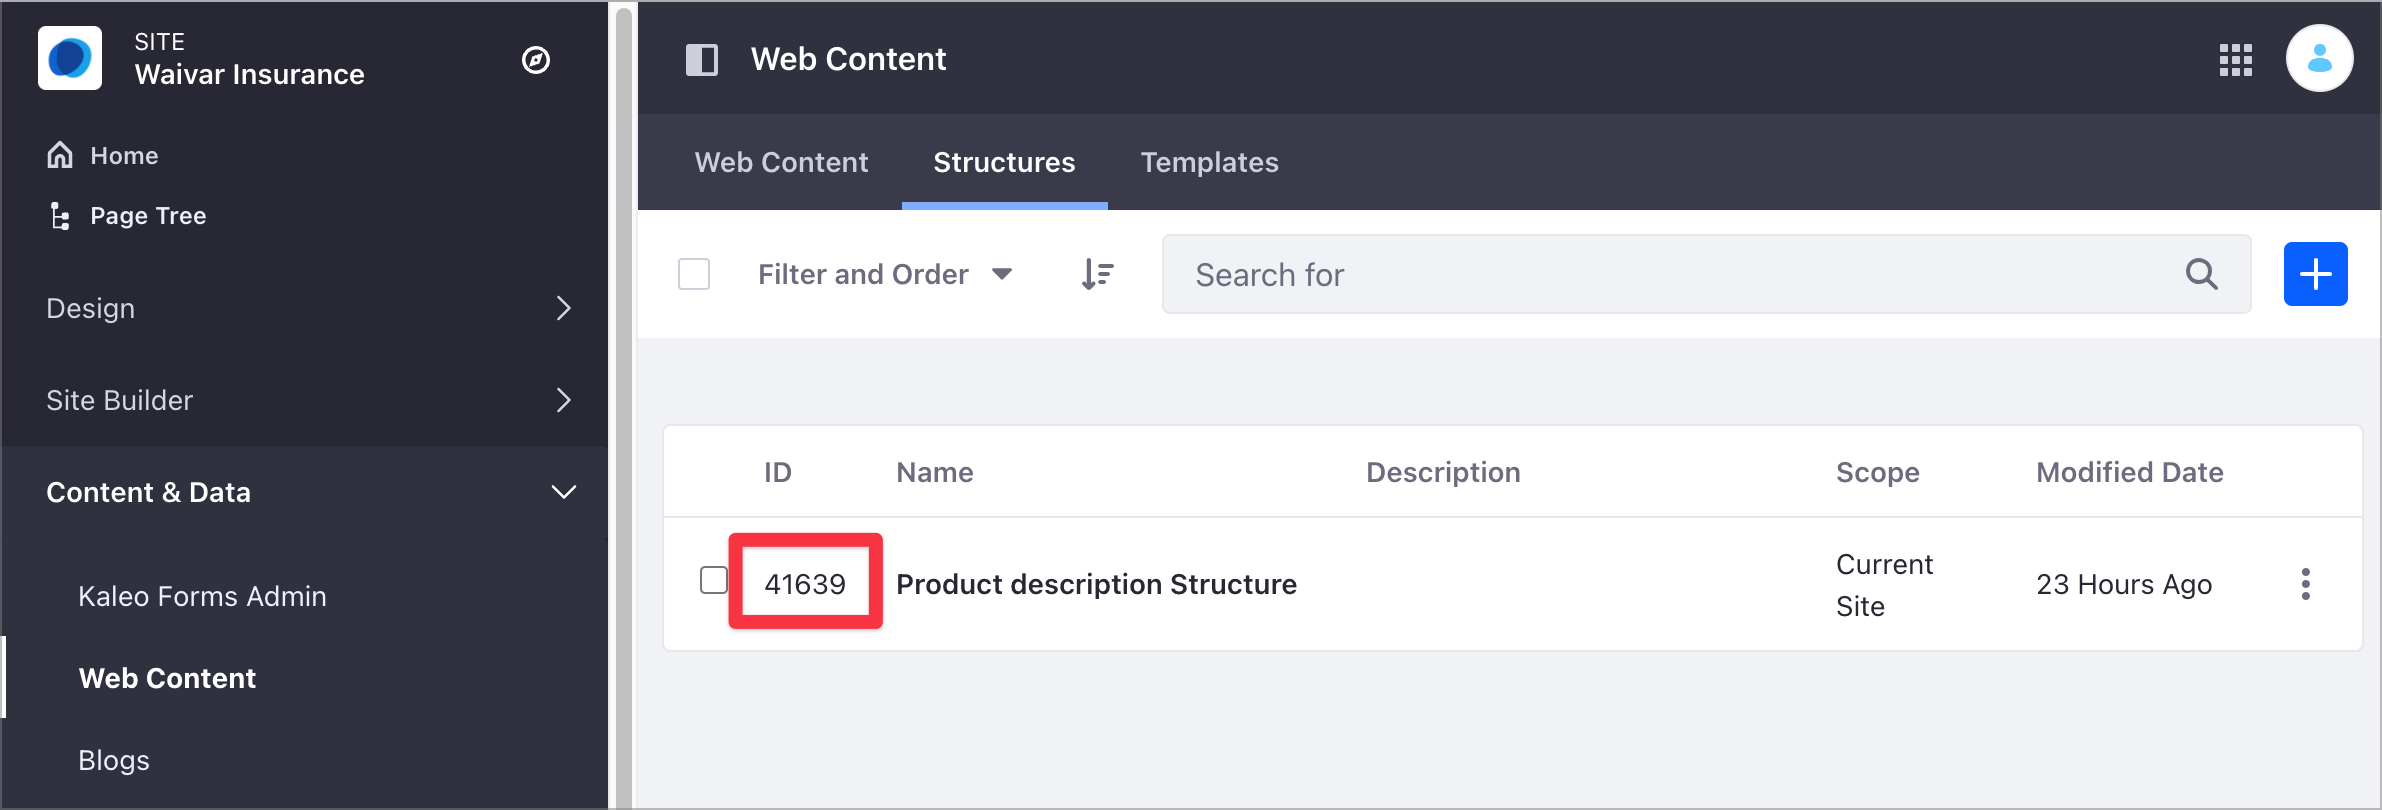 SITE
Waivar Insurance
Home
Page Tree
Design
Site Builder
Content & Data
Kaleo Forms Admin
Web Content
Blogs
Web Content
Web Content Structures Templates
Filter and Order Search for
ID Name Description Scope Modified Date
41639 Product description Structure Current Site 23 Hours Ago